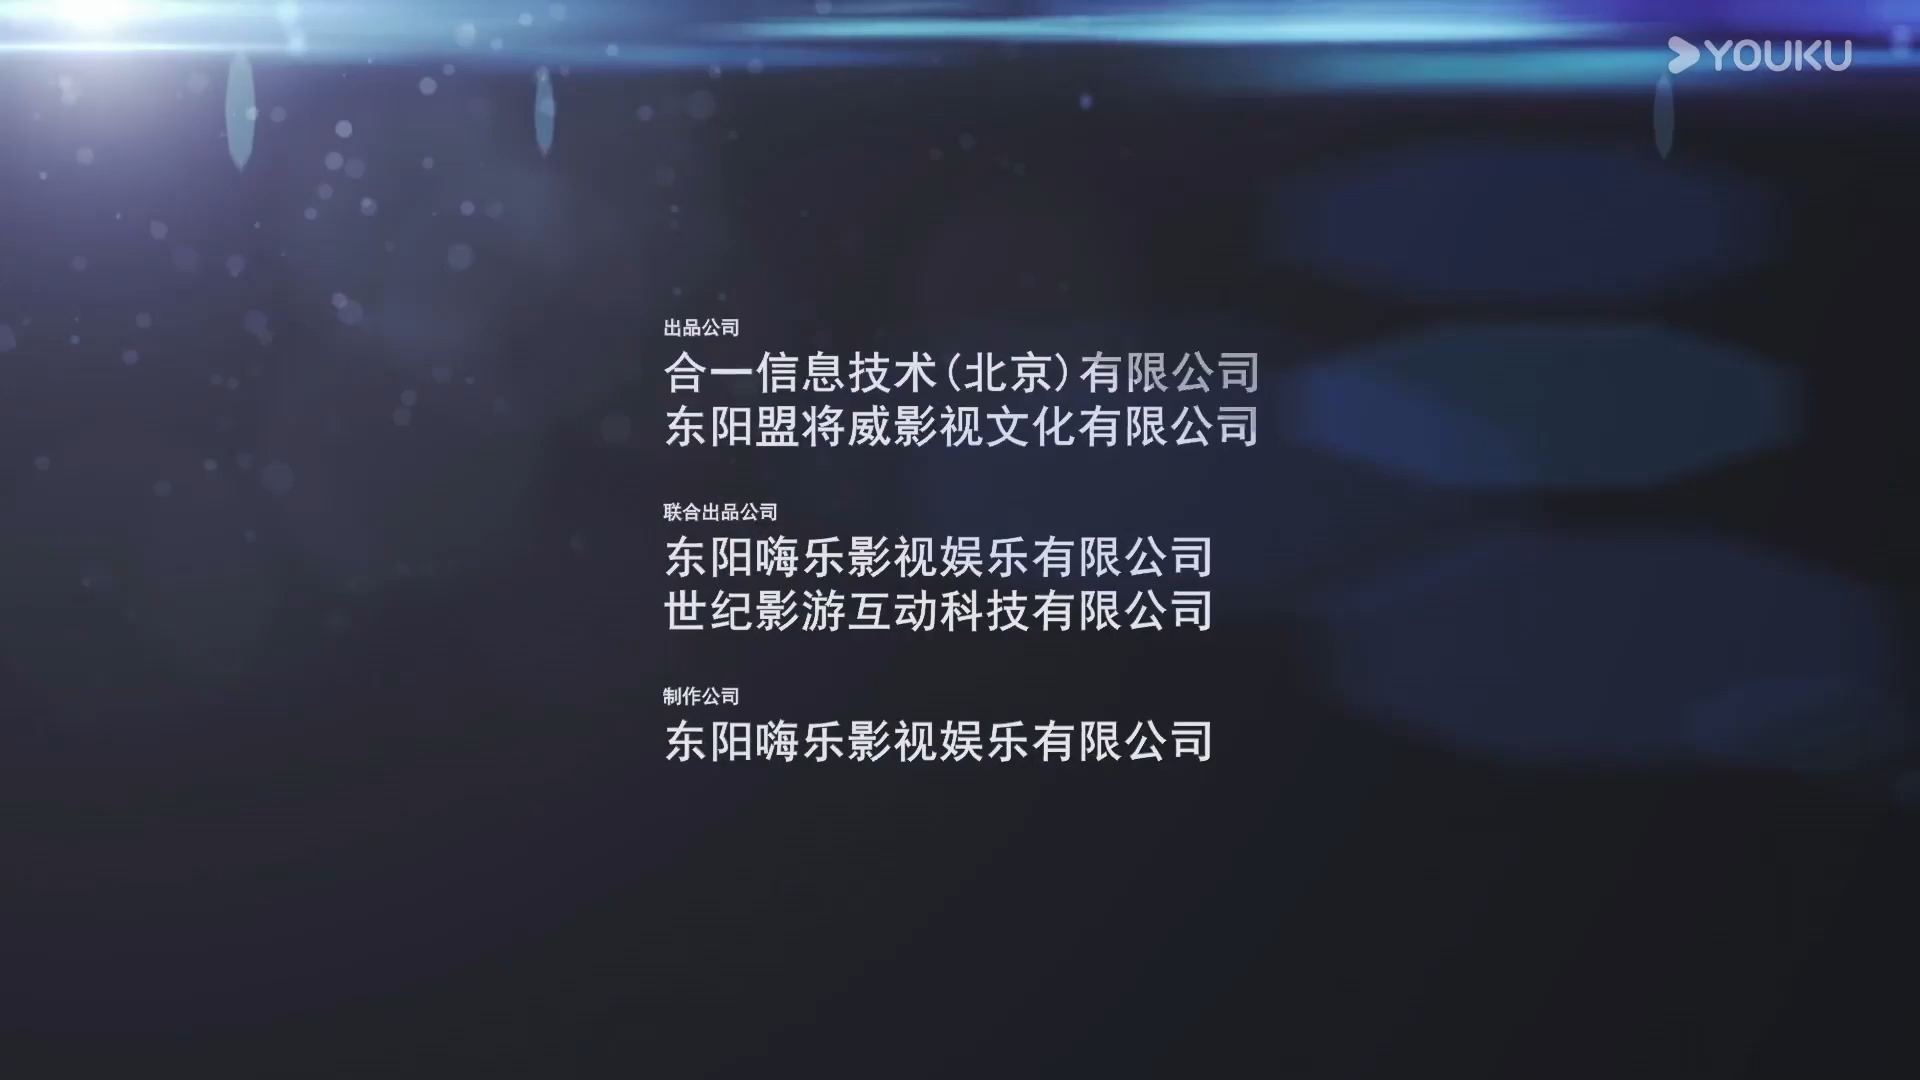 YOUKU
出品公司
合一信息技术(北京)有限公司
东阳盟将威影视文化有限公司
联合出品公司
东阳嗨乐影视娱乐有限公司
世纪影游互动科技有限公司
制作公司
东阳嗨乐影视娱乐有限公司